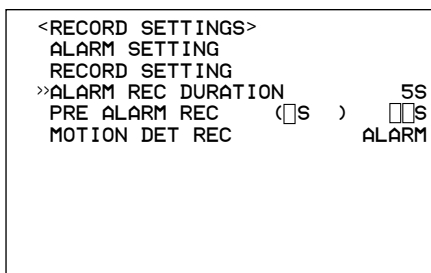 <RECORD SETTINGS>
ALARM SETTING
RECORD SETTING
»ALARM REC DURATION 5S
PRE ALARM REC (□S ) □□S
MOTION DET REC ALARM